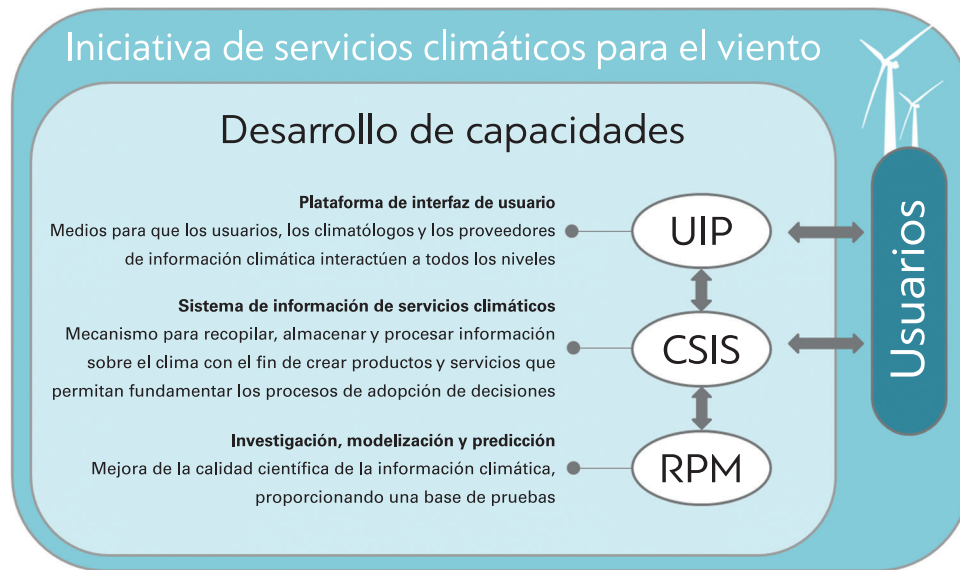 Iniciativa de servicios climáticos para el viento
Desarrollo de capacidades
Plataforma de interfaz de usuario
Medios para que los usuarios, los climatólogos y los proveedores
de información climática interactúen a todos los niveles
UIP
Sistema de información de servicios climáticos
Mecanismo para recopilar, almacenar y procesar información
sobre el clima con el fin de crear productos y servicios que
permitan fundamentar los procesos de adopción de decisiones
CSIS
Investigación, modelización y predicción
Mejora de la calidad científica de la información climática,
proporcionando una base de pruebas
RPM
Usuarios